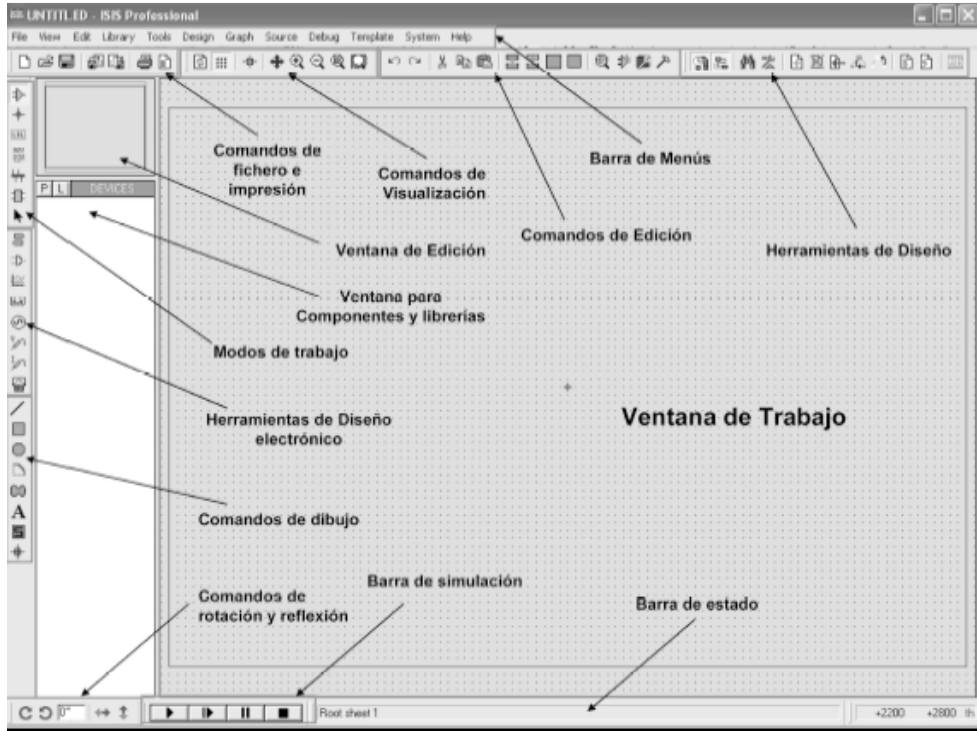 UNTITLED - ISIS Professional
File View Edit Library Tools Design Graph Source Debug Template System Help
Comandos de
fichero e
impresión
Comandos de
Visualización
Barra de Menús
P L DEVICES
Comandos de Edición
Herramientas de Diseño
Ventana de Edición
Ventana para
Componentes y librerías
Modos de trabajo
Herramientas de Diseño
electrónico
Ventana de Trabajo
A
Comandos de dibujo
Barra de simulación
Comandos de
rotación y reflexión
Barra de estado
0°
Root sheet 1
+2200 +2800 th